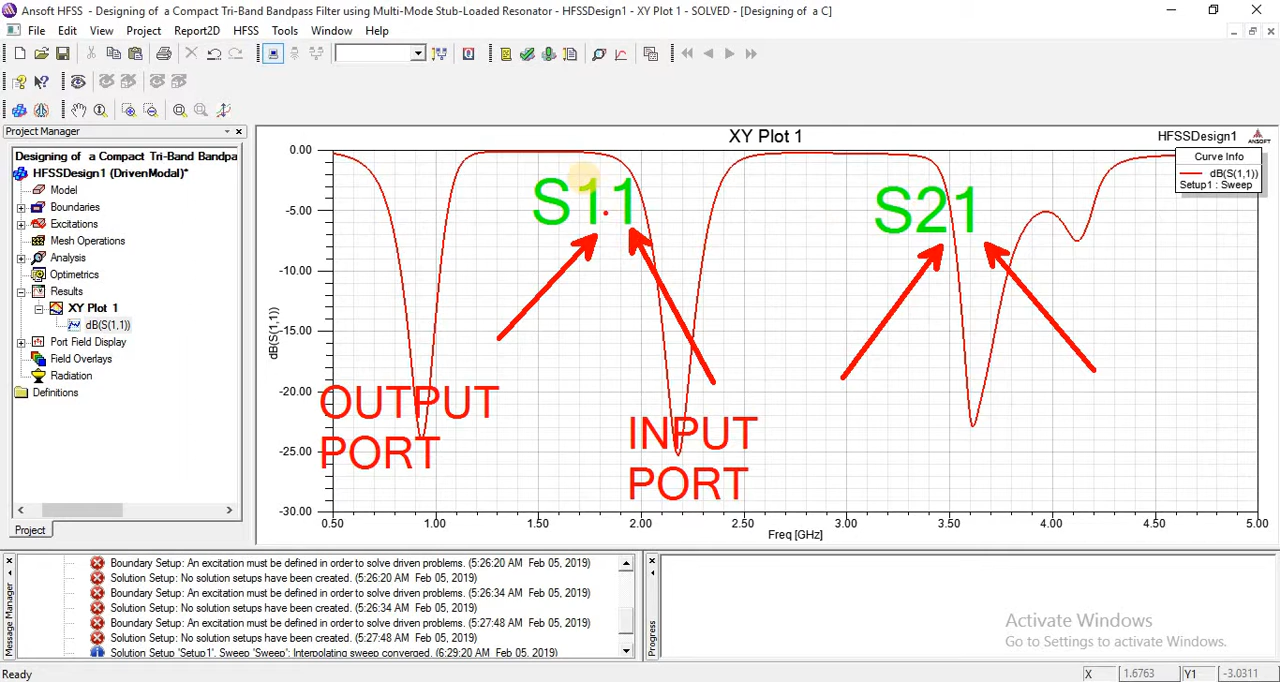 Ansoft HFSS - Designing of a Compact Tri-Band Bandpass Filter using Multi-Mode Stub-Loaded Resonator - HFSSDesign1 - XY Plot 1 - SOLVED - [Designing of a C]
File Edit View Project Report2D HFSS Tools Window Help
Project Manager
Designing of a Compact Tri-Band Bandpa
HFSSDesign1 (DrivenModal)*
Model
Boundaries
Excitations
Mesh Operations
Analysis
Optimetrics
Results
XY Plot 1
dB(S(1,1))
Port Field Display
Field Overlays
Radiation
Definitions
Project
XY Plot 1
HFSSDesign1
ANSOFT
Curve Info
dB(S(1,1))
Setup1 : Sweep
0.00
-5.00
-10.00
-15.00
-20.00
-25.00
-30.00
dB(S(1,1))
S11
S21
OUTPUT
PORT
INPUT
PORT
0.50 1.00 1.50 2.00 2.50 3.00 3.50 4.00 4.50 5.00
Freq [GHz]
Message Manager
Boundary Setup: An excitation must be defined in order to solve driven problems. (5:26:20 AM Feb 05, 2019)
Solution Setup: No solution setups have been created. (5:26:20 AM Feb 05, 2019)
Boundary Setup: An excitation must be defined in order to solve driven problems. (5:26:34 AM Feb 05, 2019)
Solution Setup: No solution setups have been created. (5:26:34 AM Feb 05, 2019)
Boundary Setup: An excitation must be defined in order to solve driven problems. (5:27:48 AM Feb 05, 2019)
Solution Setup: No solution setups have been created. (5:27:48 AM Feb 05, 2019)
Solution Setup 'Setup1', Sweep 'Sweep': Interpolating sweep converged. (6:29:20 AM Feb 05, 2019)
Progress
Activate Windows
Go to Settings to activate Windows.
Ready
X 1.6763 Y1 -3.0311